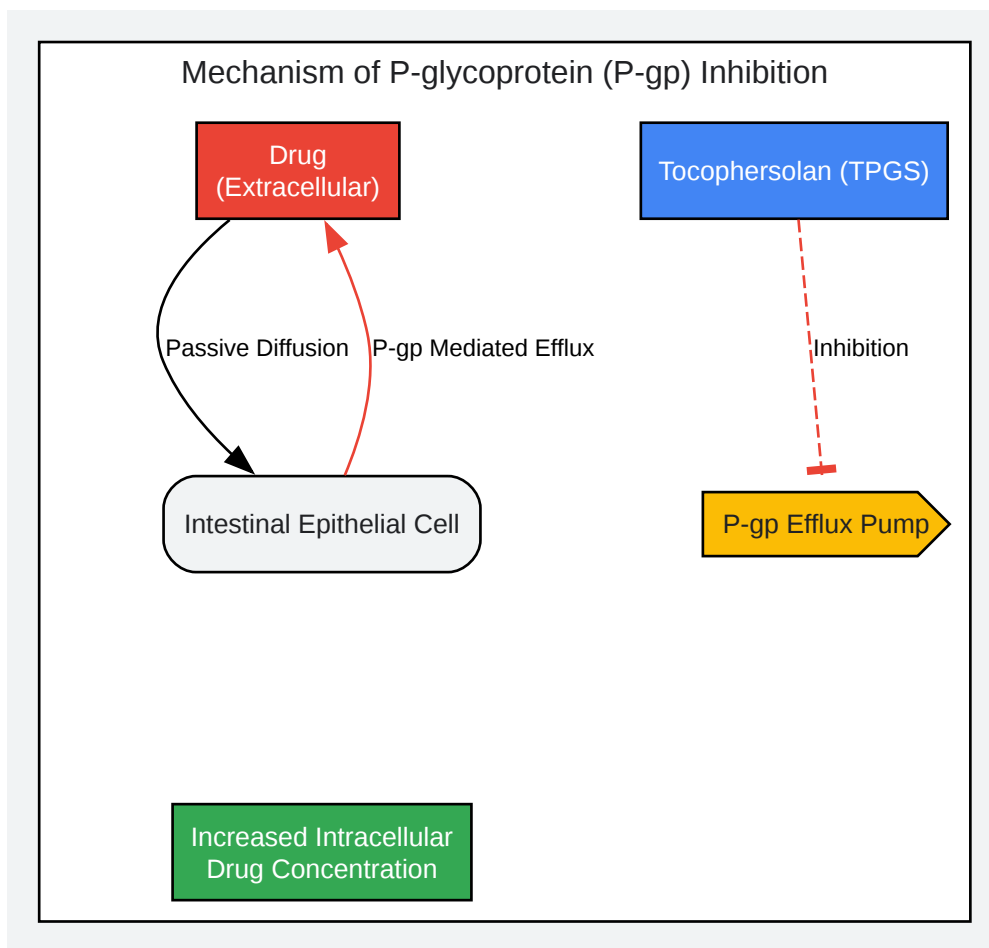 Mechanism of P-glycoprotein (P-gp) Inhibition
Drug
(Extracellular)
Tocophersolan (TPGS)
Passive Diffusion
P-gp Mediated Efflux
Inhibition
Intestinal Epithelial Cell
P-gp Efflux Pump
Increased Intracellular
Drug Concentration